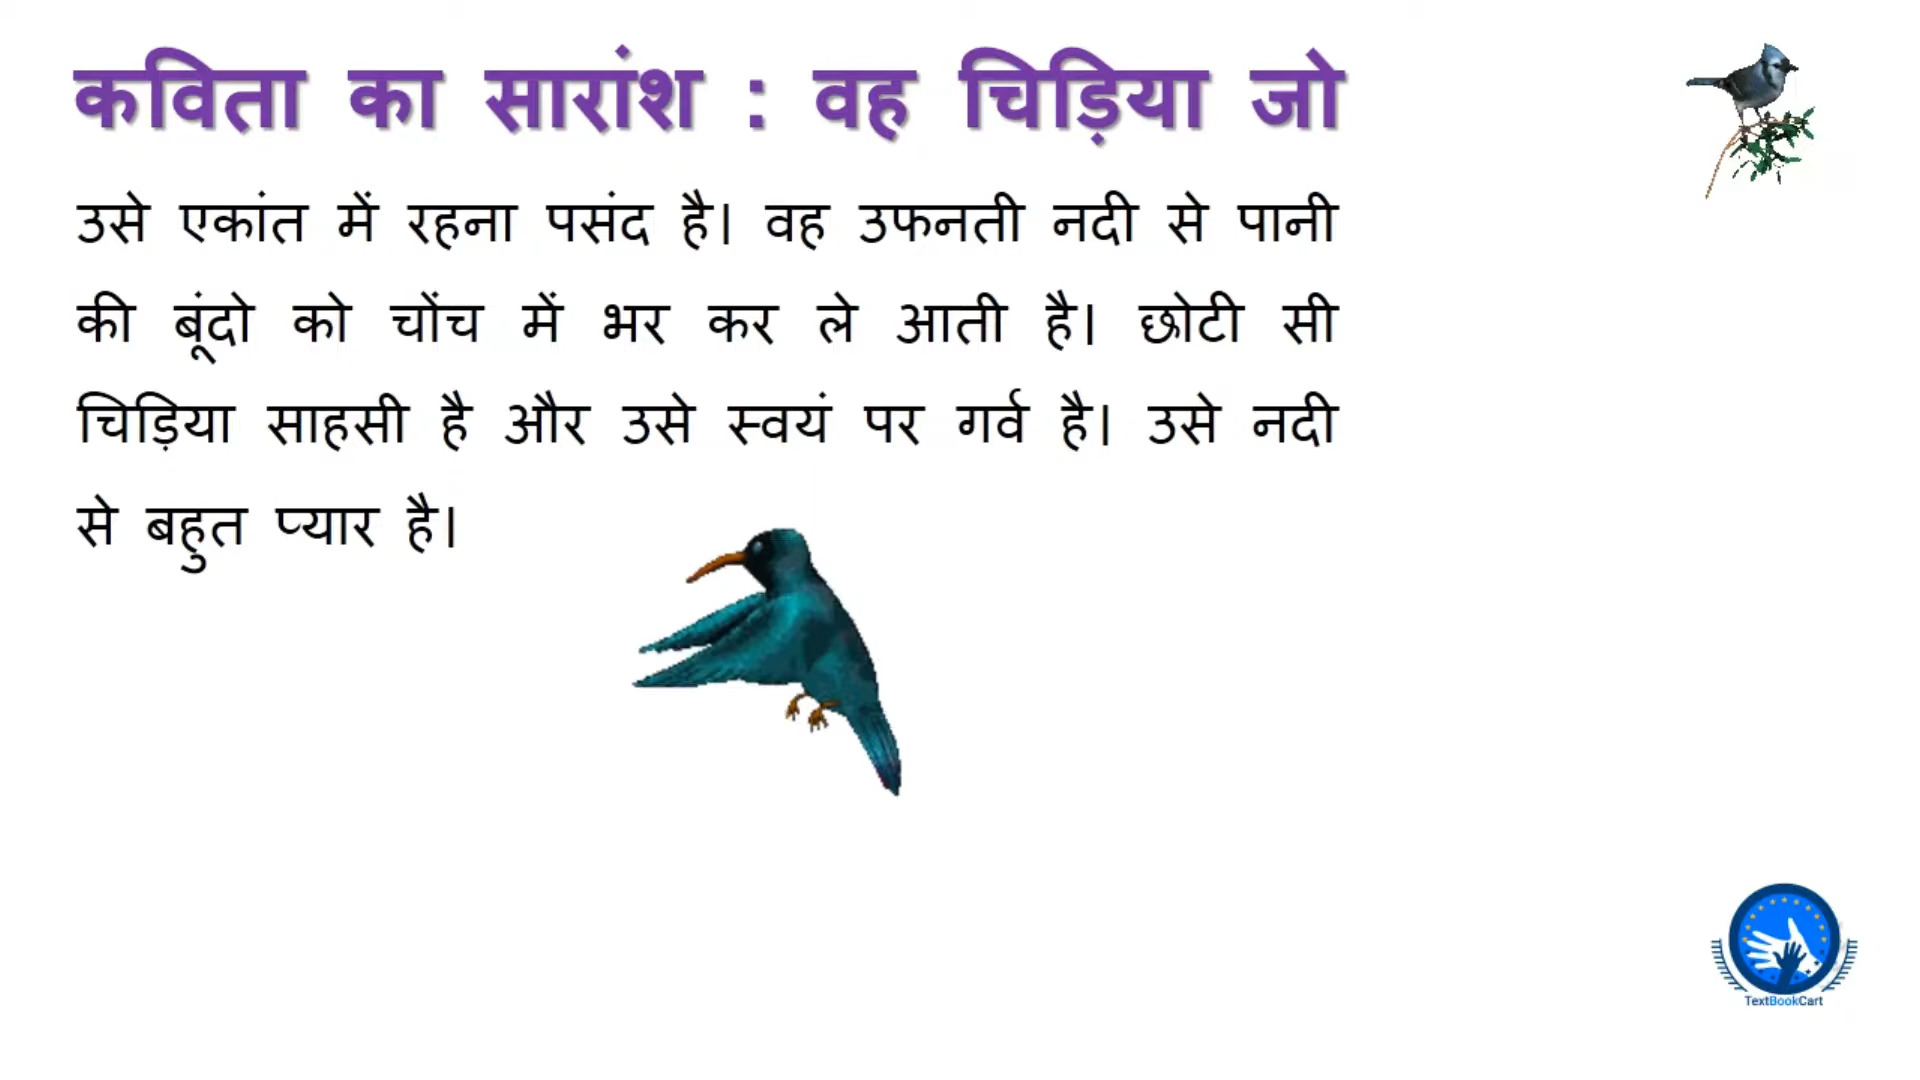 कविता का सारांश : वह चिड़िया जो
उसे एकांत में रहना पसंद है। वह उफनती नदी से पानी
की बूंदो को चोंच में भर कर ले आती है। छोटी सी
चिड़िया साहसी है और उसे स्वयं पर गर्व है। उसे नदी
से बहुत प्यार है।
TextBookCart